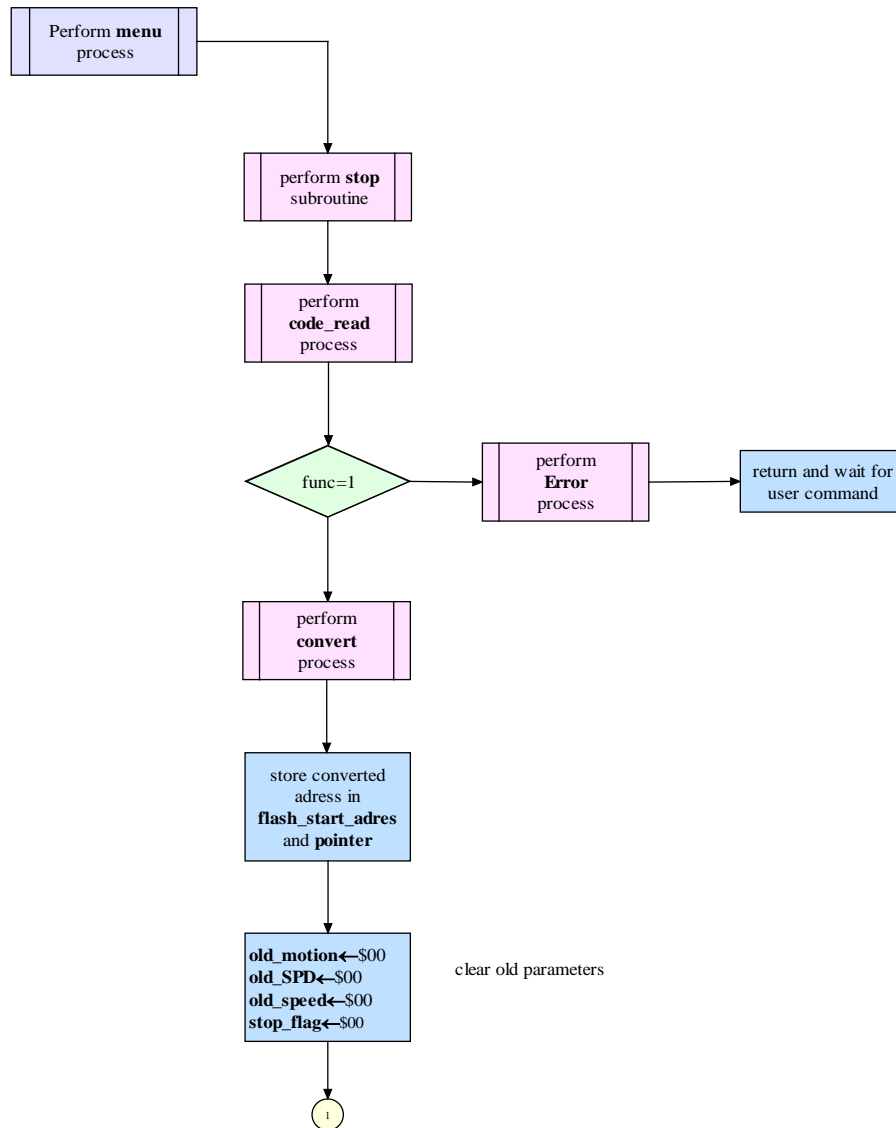 Perform menu
process
perform stop
subroutine
perform
code_read
process
func=1
perform
Error
process
return and wait for
user command
perform
convert
process
store converted
adress in
flash_start_adres
and pointer
old_motion←$00
old_SPD←$00
old_speed←$00
stop_flag←$00
clear old parameters
1